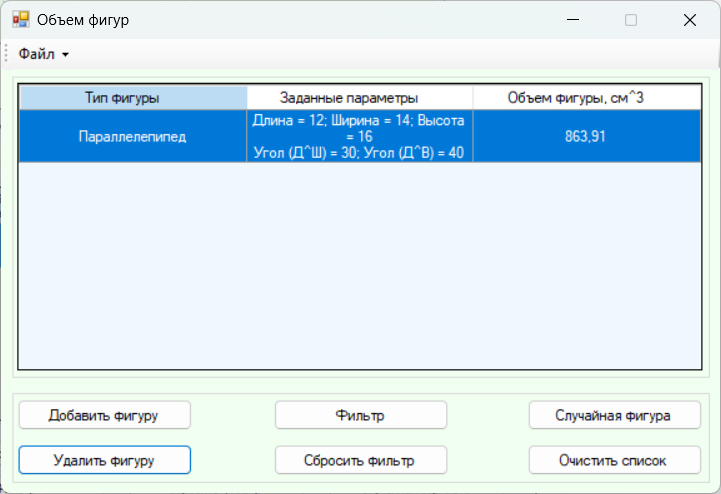 Объем фигур
Файл
Тип фигуры
Заданные параметры
Объем фигуры, см^3
Параллелепипед
Длина = 12; Ширина = 14; Высота
= 16
Угол (Д^Ш) = 30; Угол (Д^В) = 40
863,91
Добавить фигуру
Фильтр
Случайная фигура
Удалить фигуру
Сбросить фильтр
Очистить список